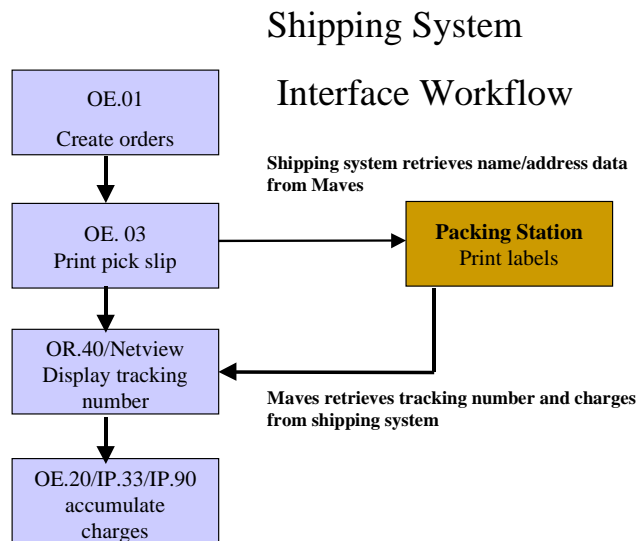 Shipping System
Interface Workflow
OE.01
Create orders
Shipping system retrieves name/address data
from Maves
OE. 03
Print pick slip
Packing Station
Print labels
OR.40/Netview
Display tracking
number
Maves retrieves tracking number and charges
from shipping system
OE.20/IP.33/IP.90
accumulate
charges